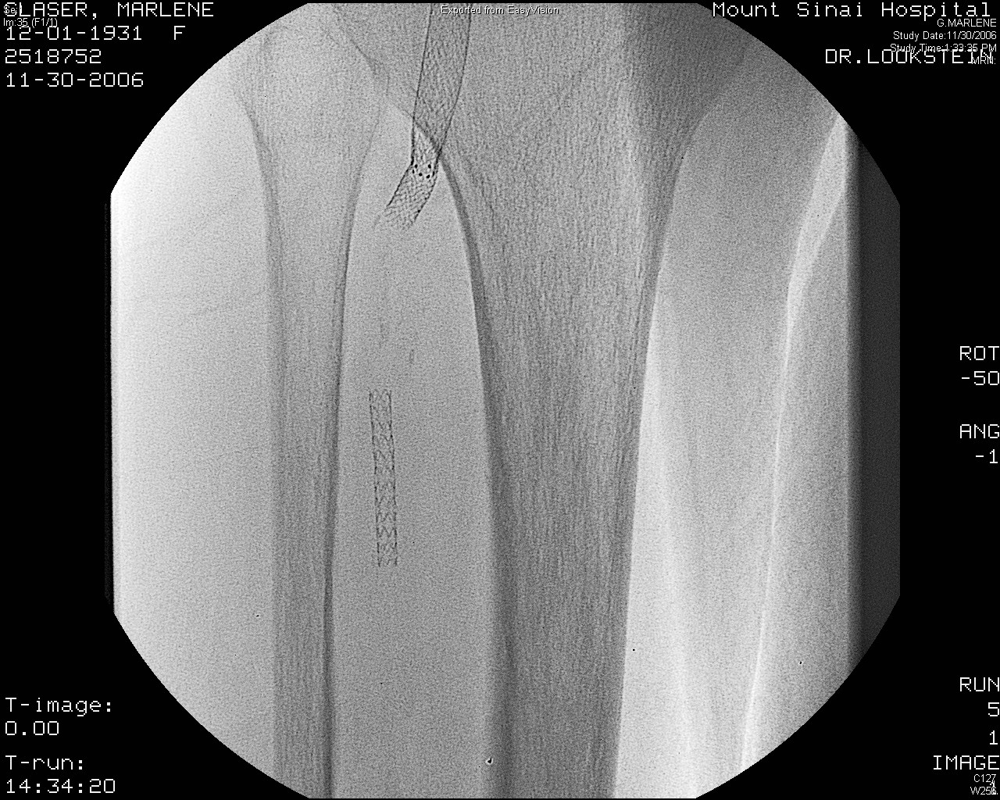 GLASER, MARLENE
Im:35 (F1/1)
12-01-1931 F
2518752
11-30-2006
Exported from EasyVision
Mount Sinai Hospital
G.MARLENE
Study Date:11/30/2006
Study Time:1:33:35 PM
DR.LOOKSTEIN
MRN:
ROT
-50
ANG
-1
RUN
5
1
IMAGE
C127
W256
T-image:
0.00
T-run:
14:34:20